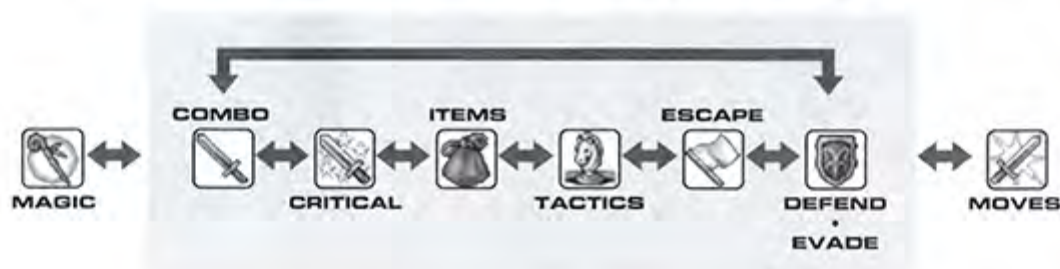 COMBO
ITEMS
ESCAPE
MAGIC
CRITICAL
TACTICS
DEFEND
•
EVADE
MOVES